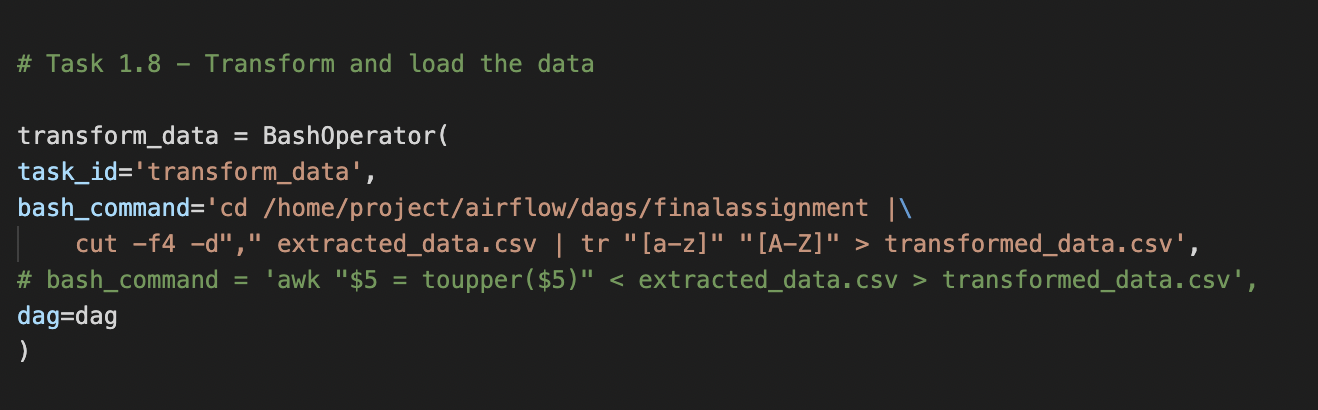 # Task 1.8 – Transform and load the data
transform_data = BashOperator(
task_id='transform_data',
bash_command='cd /home/project/airflow/dags/finalassignment |\
cut -f4 -d"," extracted_data.csv | tr "[a-z]" "[A-Z]" > transformed_data.csv',
# bash_command = 'awk "$5 = toupper($5)" < extracted_data.csv > transformed_data.csv',
dag=dag
)